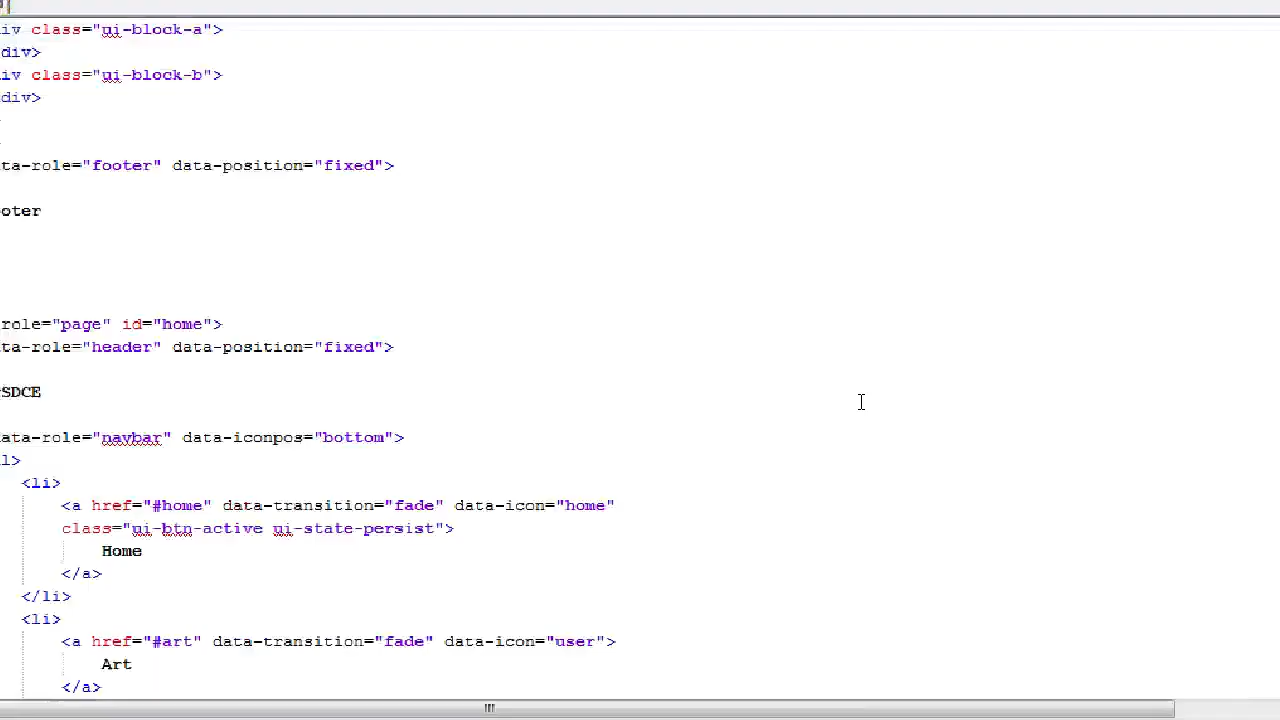 iv class="ui-block-a">
div>
iv class="ui-block-b">
div>
ta-role="footer" data-position="fixed">
oter
role="page" id="home">
ta-role="header" data-position="fixed">
SDCE
ata-role="navbar" data-iconpos="bottom">
l>
<li>
<a href="#home" data-transition="fade" data-icon="home"
class="ui-btn-active ui-state-persist">
Home
</a>
</li>
<li>
<a href="#art" data-transition="fade" data-icon="user">
Art
</a>